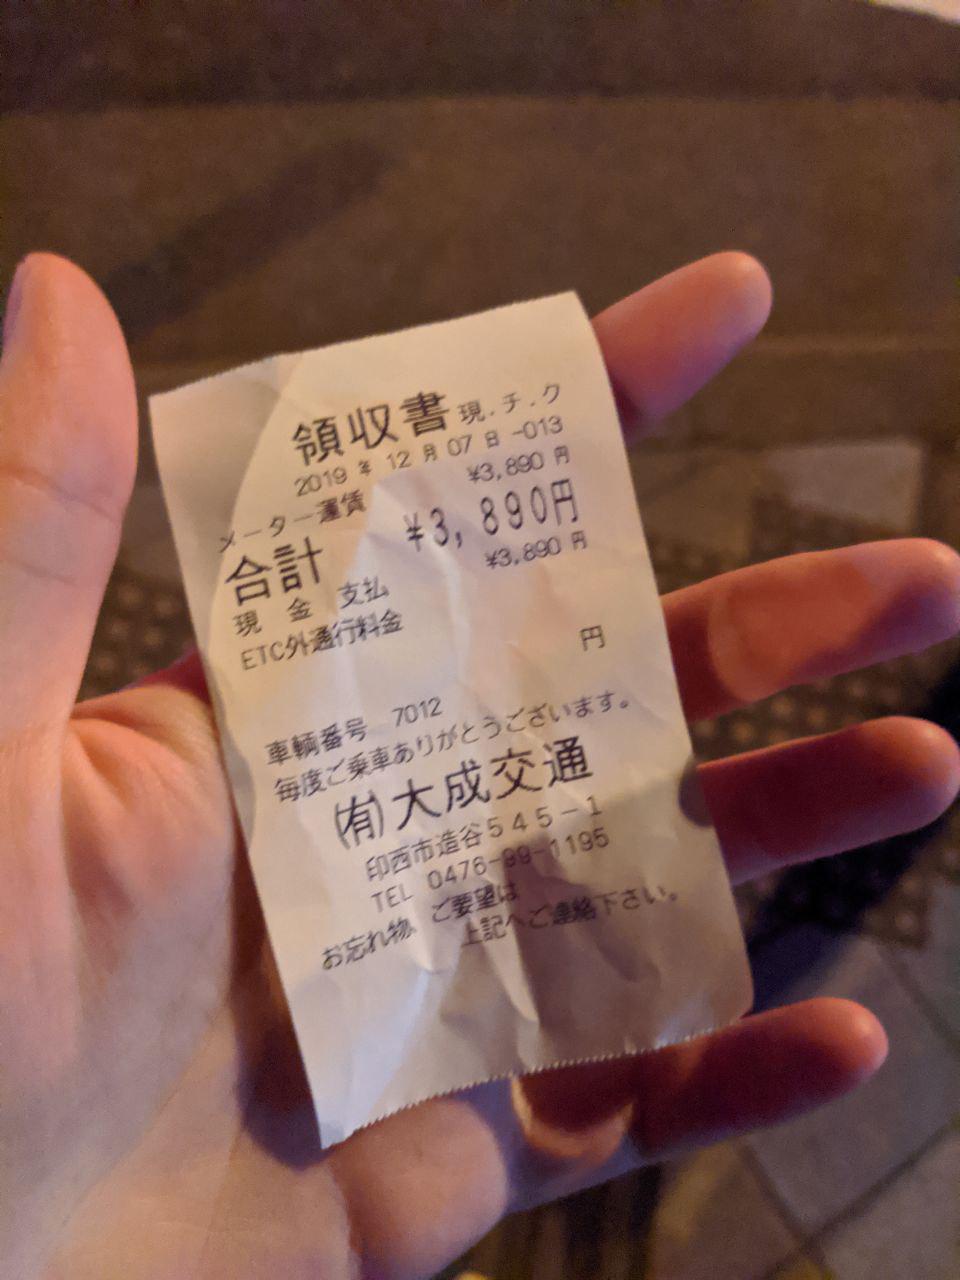 領収書 現.チ.ク
2019 年 12 月 07 日 -013
メーター運賃 ¥3,890 円
合計 ¥3,890円
現 金 支払 ¥3,890 円
ETC外通行料金 円
車輌番号 7012
毎度ご乗車ありがとうございます。
㈲大成交通
印西市造谷545-1
TEL 0476-99-1195
お忘れ物、ご要望は
上記へご連絡下さい。